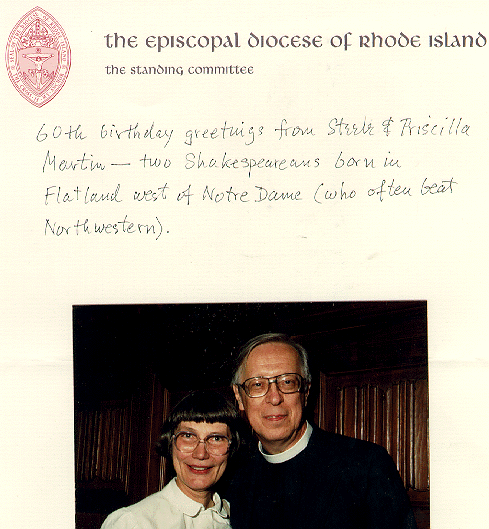 the episcopal diocese of Rhode Island
the standing committee
60th birthday greetings from Steele & Priscilla
Martin — two Shakespeareans born in
Flatland west of Notre Dame (who often beat
Northwestern).